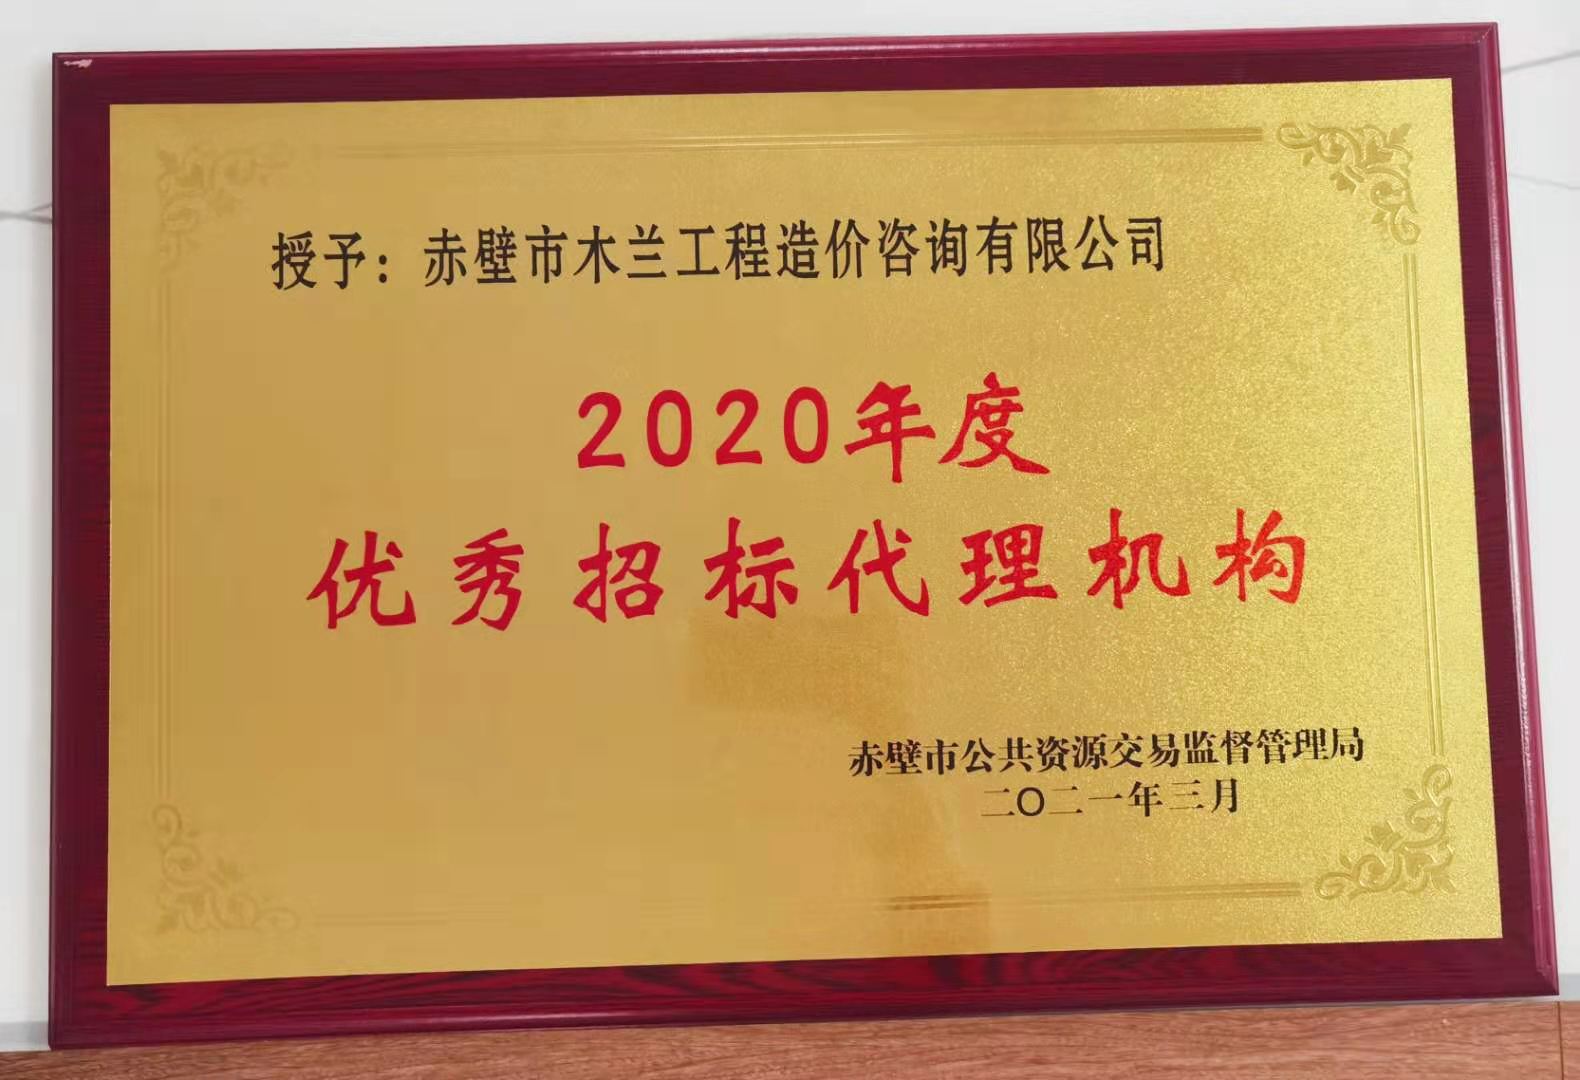 授予：赤壁市木兰工程造价咨询有限公司
2020年度
优秀招标代理机构
赤壁市公共资源交易监督管理局
二〇二一年三月